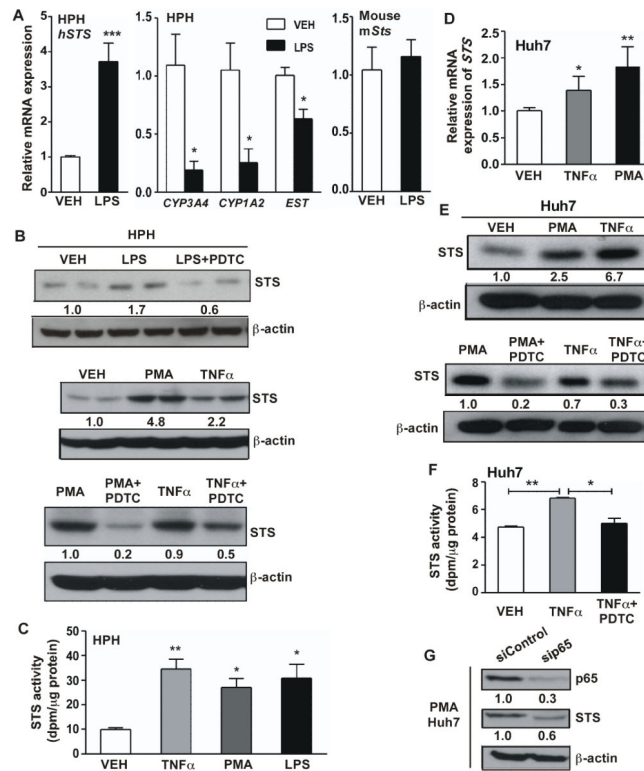 A
HPH
hSTS
***
Relative mRNA expression
5
4
3
2
1
0
VEH LPS
HPH
VEH
LPS
1.5
1.0
0.5
0.0
* * *
CYP3A4 CYP1A2 EST
Mouse
mSts
1.5
1.0
0.5
0.0
VEH LPS
B
HPH
VEH LPS LPS+PDTC
STS
1.0 1.7 0.6
β-actin
VEH PMA TNFα
STS
1.0 4.8 2.2
β-actin
PMA PMA+ TNFα TNFα+
PDTC PDTC
STS
1.0 0.2 0.9 0.5
β-actin
C
HPH
STS activity
(dpm/μg protein)
50
40
30
20
10
0
** * *
VEH TNFα PMA LPS
D
Huh7
Relative mRNA
expression of STS
2.5
2.0
1.5
1.0
0.5
0.0
* **
VEH TNFα PMA
E
Huh7
VEH PMA TNFα
STS
1.0 2.5 6.7
β-actin
PMA PMA+ TNFα TNFα+
PDTC PDTC
STS
1.0 0.2 0.7 0.3
β-actin
F
Huh7
STS activity
(dpm/μg protein)
8
6
4
2
0
** *
VEH TNFα TNFα+
PDTC
G
siControl sip65
PMA
Huh7
p65
1.0 0.3
STS
1.0 0.6
β-actin